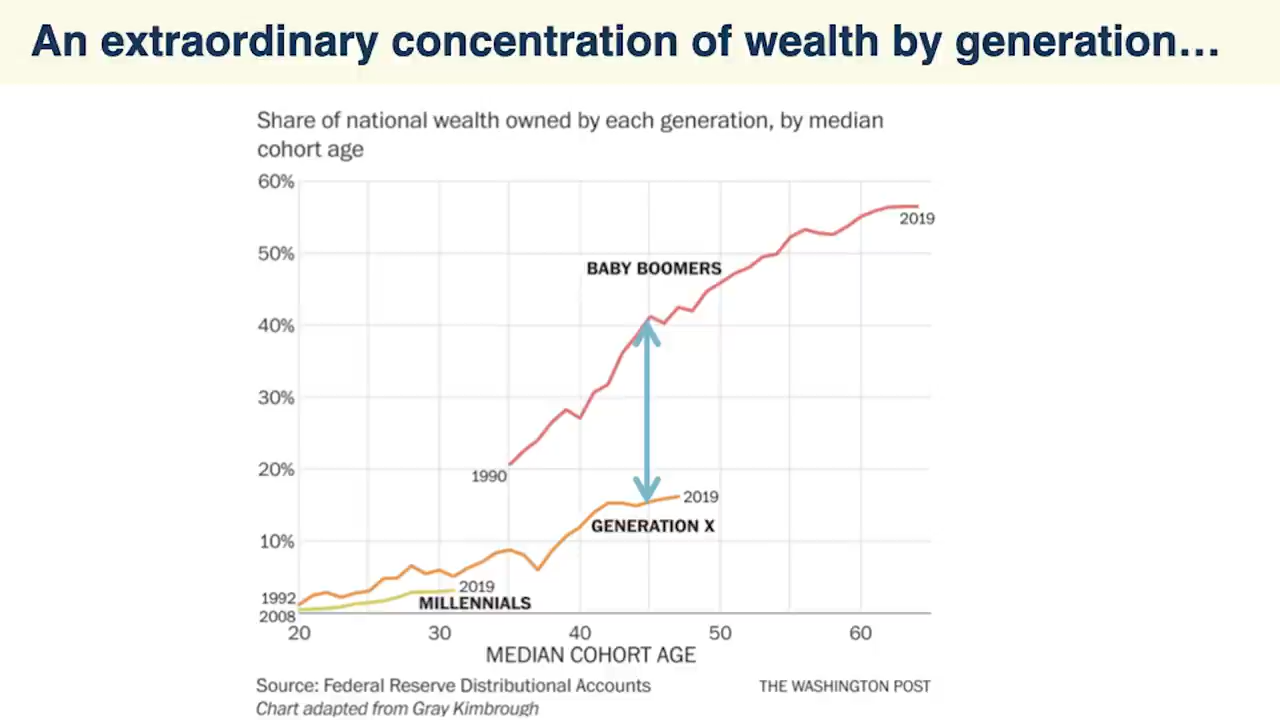 An extraordinary concentration of wealth by generation...
Share of national wealth owned by each generation, by median
cohort age
60%
2019
50%
BABY BOOMERS
40%
30%
20%
1990
2019
GENERATION X
10%
2019
1992
MILLENNIALS
2008
20 30 40 50 60
MEDIAN COHORT AGE
Source: Federal Reserve Distributional Accounts THE WASHINGTON POST
Chart adapted from Gray Kimbrough